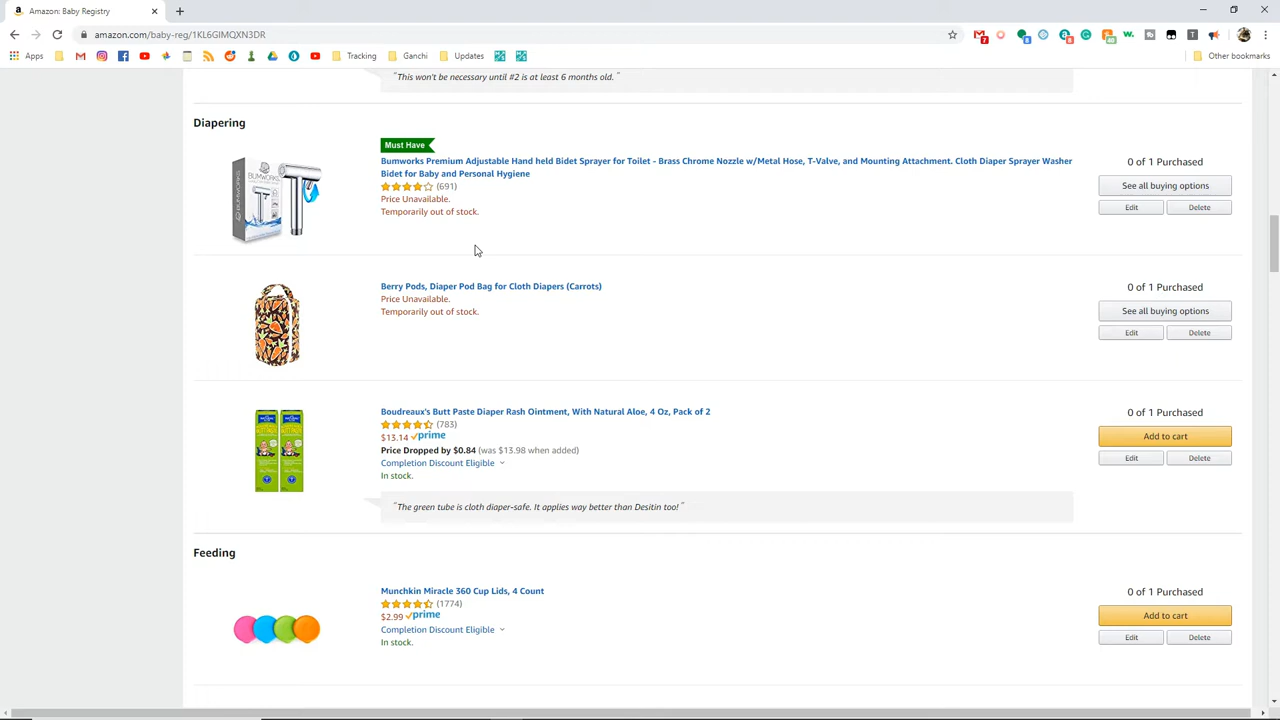 Amazon: Baby Registry
amazon.com/baby-reg/1KL6GIMQXN3DR
Apps
Tracking
Ganchi
Updates
Other bookmarks
"This won't be necessary until #2 is at least 6 months old. "
Diapering
Must Have
Bumworks Premium Adjustable Hand held Bidet Sprayer for Toilet - Brass Chrome Nozzle w/Metal Hose, T-Valve, and Mounting Attachment. Cloth Diaper Sprayer Washer
Bidet for Baby and Personal Hygiene
(691)
Price Unavailable.
Temporarily out of stock.
0 of 1 Purchased
See all buying options
Edit
Delete
BUMWORKS
Berry Pods, Diaper Pod Bag for Cloth Diapers (Carrots)
Price Unavailable.
Temporarily out of stock.
0 of 1 Purchased
See all buying options
Edit
Delete
Boudreaux's Butt Paste Diaper Rash Ointment, With Natural Aloe, 4 Oz, Pack of 2
(783)
$13.14 prime
Price Dropped by $0.84 (was $13.98 when added)
Completion Discount Eligible
In stock.
0 of 1 Purchased
Add to cart
Edit
Delete
"The green tube is cloth diaper-safe. It applies way better than Desitin too! "
Feeding
Munchkin Miracle 360 Cup Lids, 4 Count
(1774)
$2.99 prime
Completion Discount Eligible
In stock.
0 of 1 Purchased
Add to cart
Edit
Delete